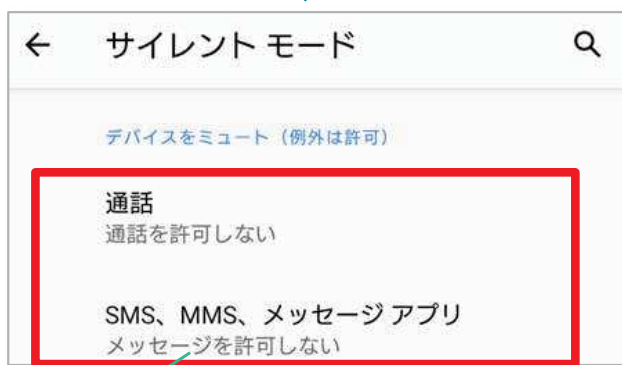 サイレント モード
デバイスをミュート（例外は許可）
通話
通話を許可しない
SMS、MMS、メッセージ アプリ
メッセージを許可しない